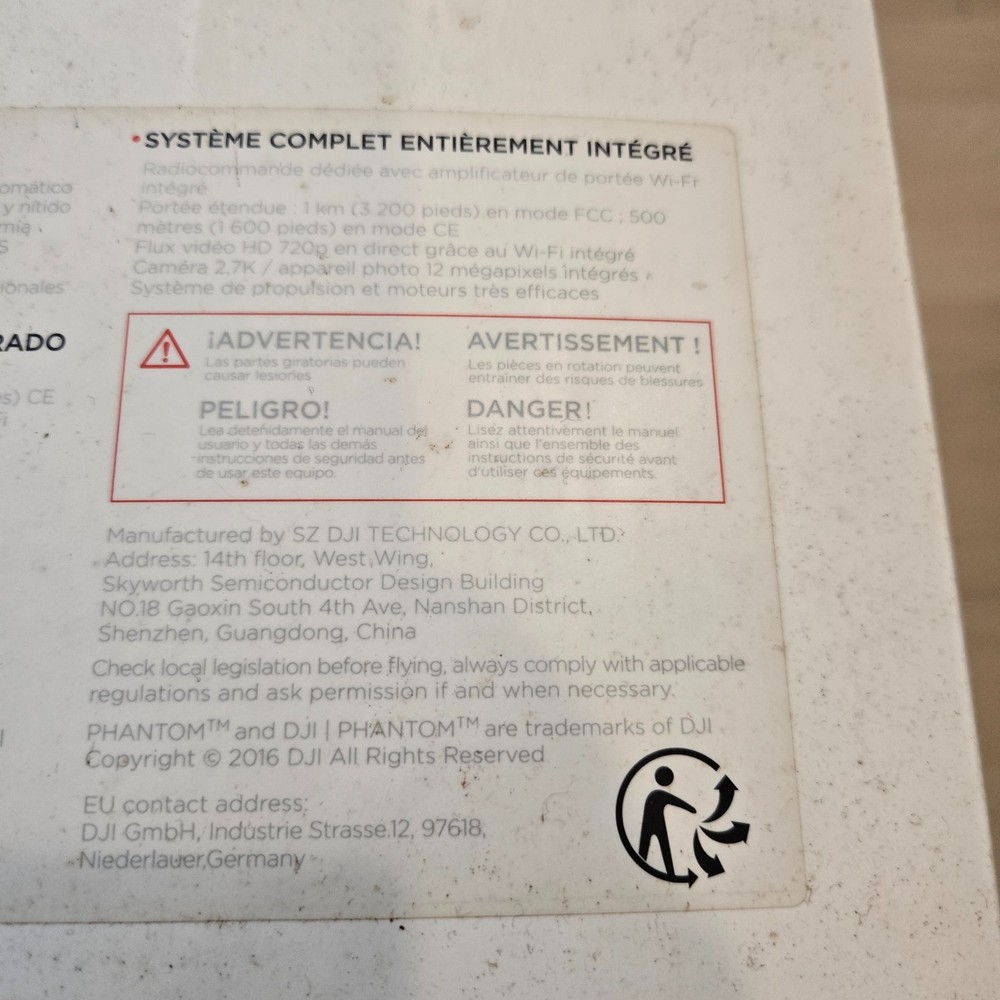 omático
y nítido
mía
S
ionales
RADO
s) CE
Fi
• SYSTÈME COMPLET ENTIÈREMENT INTÉGRÉ
Radiocommande dédiée avec amplificateur de portée Wi-Fi
intégré
Portée étendue : 1 km (3 200 pieds) en mode FCC ; 500
mètres (1 600 pieds) en mode CE
Flux vidéo HD 720p en direct grâce au Wi-Fi intégré
Caméra 2,7K / appareil photo 12 mégapixels intégrés
Système de propulsion et moteurs très efficaces
¡ADVERTENCIA!
Las partes giratorias pueden
causar lesiones
PELIGRO!
Lea detenidamente el manual del
usuario y todas las demás
instrucciones de seguridad antes
de usar este equipo.
AVERTISSEMENT !
Les pièces en rotation peuvent
entraîner des risques de blessures
DANGER!
Lisez attentivement le manuel
ainsi que l'ensemble des
instructions de sécurité avant
d'utiliser ces équipements.
Manufactured by SZ DJI TECHNOLOGY CO., LTD.
Address: 14th floor, West Wing,
Skyworth Semiconductor Design Building
NO.18 Gaoxin South 4th Ave, Nanshan District,
Shenzhen, Guangdong, China
Check local legislation before flying, always comply with applicable
regulations and ask permission if and when necessary.
PHANTOM™ and DJI | PHANTOM™ are trademarks of DJI
Copyright © 2016 DJI All Rights Reserved
EU contact address:
DJI GmbH, Industrie Strasse.12, 97618,
Niederlauer,Germany